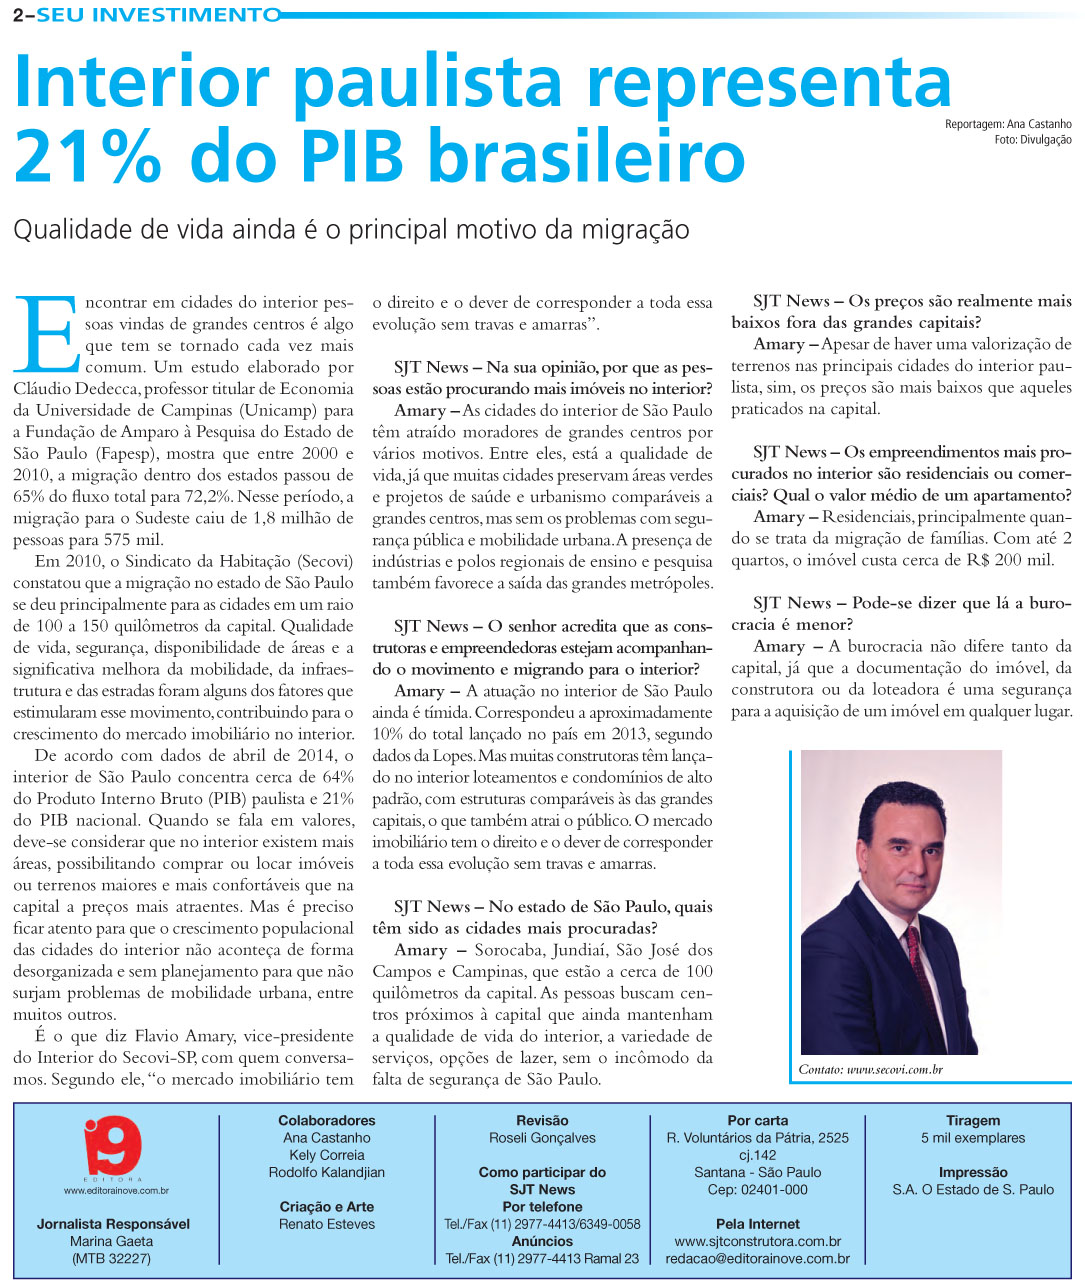 2-SEU INVESTIMENTO
Interior paulista representa
21% do PIB brasileiro
Reportagem: Ana Castanho
Foto: Divulgação
Qualidade de vida ainda é o principal motivo da migração
Encontrar em cidades do interior pes-
soas vindas de grandes centros é algo
que tem se tornado cada vez mais
comum. Um estudo elaborado por
Cláudio Dedecca, professor titular de Economia
da Universidade de Campinas (Unicamp) para
a Fundação de Amparo à Pesquisa do Estado de
São Paulo (Fapesp), mostra que entre 2000 e
2010, a migração dentro dos estados passou de
65% do fluxo total para 72,2%. Nesse período, a
migração para o Sudeste caiu de 1,8 milhão de
pessoas para 575 mil.
Em 2010, o Sindicato da Habitação (Secovi)
constatou que a migração no estado de São Paulo
se deu principalmente para as cidades em um raio
de 100 a 150 quilômetros da capital. Qualidade
de vida, segurança, disponibilidade de áreas e a
significativa melhora da mobilidade, da infraes-
trutura e das estradas foram alguns dos fatores que
estimularam esse movimento, contribuindo para o
crescimento do mercado imobiliário no interior.
De acordo com dados de abril de 2014, o
interior de São Paulo concentra cerca de 64%
do Produto Interno Bruto (PIB) paulista e 21%
do PIB nacional. Quando se fala em valores,
deve-se considerar que no interior existem mais
áreas, possibilitando comprar ou locar imóveis
ou terrenos maiores e mais confortáveis que na
capital a preços mais atraentes. Mas é preciso
ficar atento para que o crescimento populacional
das cidades do interior não aconteça de forma
desorganizada e sem planejamento para que não
surjam problemas de mobilidade urbana, entre
muitos outros.
É o que diz Flavio Amary, vice-presidente
do Interior do Secovi-SP, com quem conversa-
mos. Segundo ele, “o mercado imobiliário tem
o direito e o dever de corresponder a toda essa
evolução sem travas e amarras”.
SJT News – Na sua opinião, por que as pes-
soas estão procurando mais imóveis no interior?
Amary – As cidades do interior de São Paulo
têm atraído moradores de grandes centros por
vários motivos. Entre eles, está a qualidade de
vida, já que muitas cidades preservam áreas verdes
e projetos de saúde e urbanismo comparáveis a
grandes centros, mas sem os problemas com segu-
rança pública e mobilidade urbana. A presença de
indústrias e polos regionais de ensino e pesquisa
também favorece a saída das grandes metrópoles.
SJT News – O senhor acredita que as cons-
trutoras e empreendedoras estejam acompanhan-
do o movimento e migrando para o interior?
Amary – A atuação no interior de São Paulo
ainda é tímida. Correspondeu a aproximadamente
10% do total lançado no país em 2013, segundo
dados da Lopes. Mas muitas construtoras têm lança-
do no interior loteamentos e condomínios de alto
padrão, com estruturas comparáveis às das grandes
capitais, o que também atrai o público. O mercado
imobiliário tem o direito e o dever de corresponder
a toda essa evolução sem travas e amarras.
SJT News – No estado de São Paulo, quais
têm sido as cidades mais procuradas?
Amary – Sorocaba, Jundiaí, São José dos
Campos e Campinas, que estão a cerca de 100
quilômetros da capital. As pessoas buscam cen-
tros próximos à capital que ainda mantenham
a qualidade de vida do interior, a variedade de
serviços, opções de lazer, sem o incômodo da
falta de segurança de São Paulo.
SJT News – Os preços são realmente mais
baixos fora das grandes capitais?
Amary – Apesar de haver uma valorização de
terrenos nas principais cidades do interior pau-
lista, sim, os preços são mais baixos que aqueles
praticados na capital.
SJT News – Os empreendimentos mais pro-
curados no interior são residenciais ou comer-
ciais? Qual o valor médio de um apartamento?
Amary – Residenciais, principalmente quan-
do se trata da migração de famílias. Com até 2
quartos, o imóvel custa cerca de R$ 200 mil.
SJT News – Pode-se dizer que lá a buro-
cracia é menor?
Amary – A burocracia não difere tanto da
capital, já que a documentação do imóvel, da
construtora ou da loteadora é uma segurança
para a aquisição de um imóvel em qualquer lugar.
Contato: www.secovi.com.br
i9
EDITORA
www.editorainove.com.br
Jornalista Responsável
Marina Gaeta
(MTB 32227)
Colaboradores
Ana Castanho
Kely Correia
Rodolfo Kalandjian
Criação e Arte
Renato Esteves
Revisão
Roseli Gonçalves
Como participar do
SJT News
Por telefone
Tel./Fax (11) 2977-4413/6349-0058
Anúncios
Tel./Fax (11) 2977-4413 Ramal 23
Por carta
R. Voluntários da Pátria, 2525
cj.142
Santana - São Paulo
Cep: 02401-000
Pela Internet
www.sjtconstrutora.com.br
redacao@editorainove.com.br
Tiragem
5 mil exemplares
Impressão
S.A. O Estado de S. Paulo